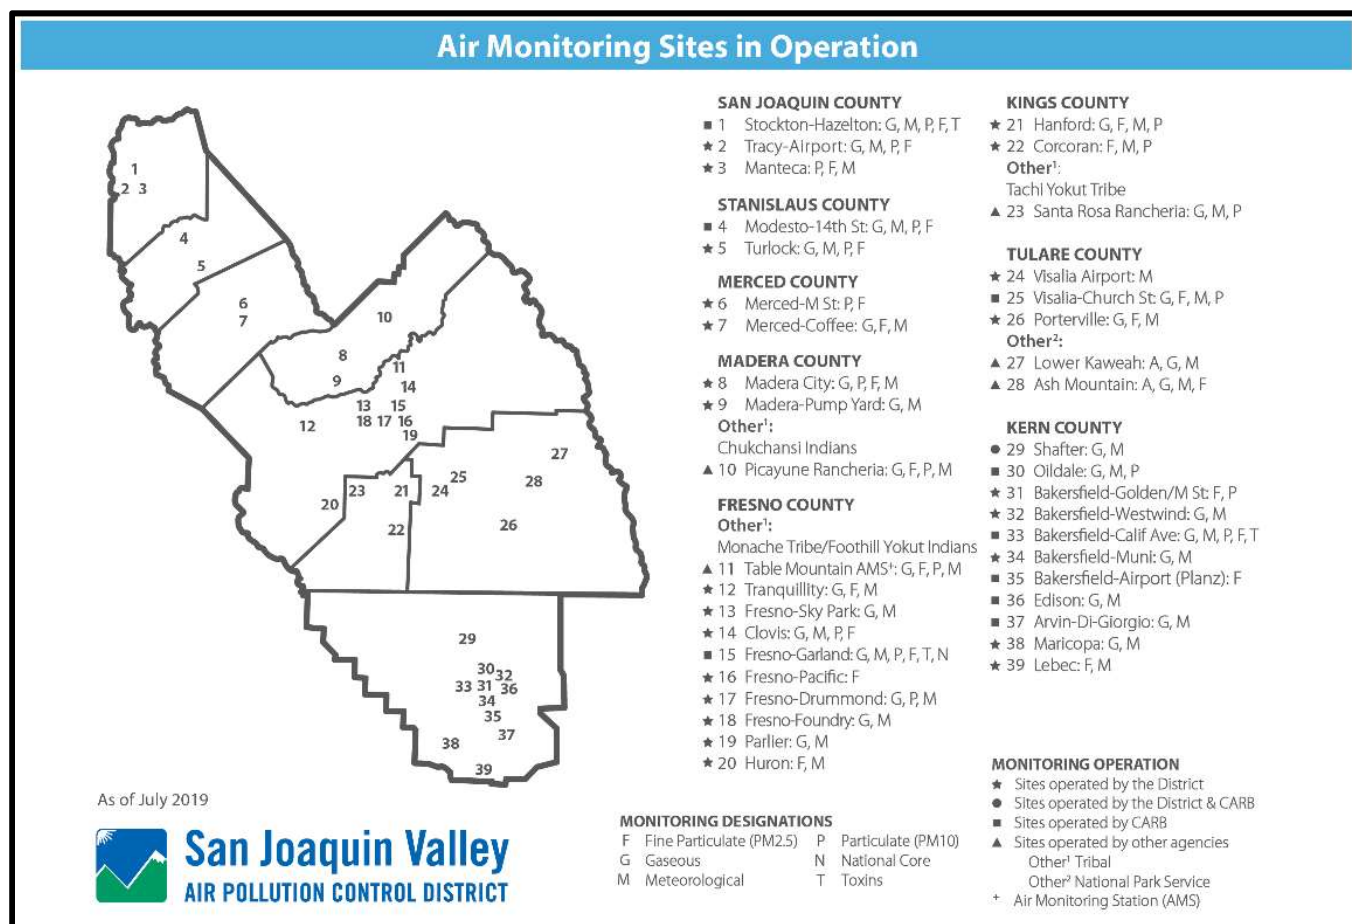 Air Monitoring Sites in Operation
1
2 3
4
5
6
7
10
8
11
9
14
13 15
12
18 17 16
19
27
25
28
23 21 24
20
22
26
29
30 32
33 31 36
34
35
37
38
39
SAN JOAQUIN COUNTY
■ 1 Stockton-Hazelton: G, M, P, F, T
★ 2 Tracy-Airport: G, M, P, F
★ 3 Manteca: P, F, M
STANISLAUS COUNTY
■ 4 Modesto-14th St: G, M, P, F
★ 5 Turlock: G, M, P, F
MERCED COUNTY
★ 6 Merced-M St: P, F
★ 7 Merced-Coffee: G, F, M
MADERA COUNTY
★ 8 Madera City: G, P, F, M
★ 9 Madera-Pump Yard: G, M
Other¹:
Chukchansi Indians
▲ 10 Picayune Rancheria: G, F, P, M
FRESNO COUNTY
Other¹:
Monache Tribe/Foothill Yokut Indians
▲ 11 Table Mountain AMS⁺: G, F, P, M
★ 12 Tranquillity: G, F, M
★ 13 Fresno-Sky Park: G, M
★ 14 Clovis: G, M, P, F
■ 15 Fresno-Garland: G, M, P, F, T, N
★ 16 Fresno-Pacific: F
★ 17 Fresno-Drummond: G, P, M
★ 18 Fresno-Foundry: G, M
★ 19 Parlier: G, M
★ 20 Huron: F, M
KINGS COUNTY
★ 21 Hanford: G, F, M, P
★ 22 Corcoran: F, M, P
Other¹:
Tachi Yokut Tribe
▲ 23 Santa Rosa Rancheria: G, M, P
TULARE COUNTY
★ 24 Visalia Airport: M
■ 25 Visalia-Church St: G, F, M, P
★ 26 Porterville: G, F, M
Other²:
▲ 27 Lower Kaweah: A, G, M
▲ 28 Ash Mountain: A, G, M, F
KERN COUNTY
● 29 Shafter: G, M
■ 30 Oildale: G, M, P
★ 31 Bakersfield-Golden/M St: F, P
★ 32 Bakersfield-Westwind: G, M
■ 33 Bakersfield-Calif Ave: G, M, P, F, T
★ 34 Bakersfield-Muni: G, M
■ 35 Bakersfield-Airport (Planz): F
■ 36 Edison: G, M
■ 37 Arvin-Di-Giorgio: G, M
★ 38 Maricopa: G, M
★ 39 Lebec: F, M
As of July 2019
San Joaquin Valley
AIR POLLUTION CONTROL DISTRICT
MONITORING DESIGNATIONS
F Fine Particulate (PM2.5) P Particulate (PM10)
G Gaseous N National Core
M Meteorological T Toxins
MONITORING OPERATION
★ Sites operated by the District
● Sites operated by the District & CARB
■ Sites operated by CARB
▲ Sites operated by other agencies
Other¹ Tribal
Other² National Park Service
⁺ Air Monitoring Station (AMS)